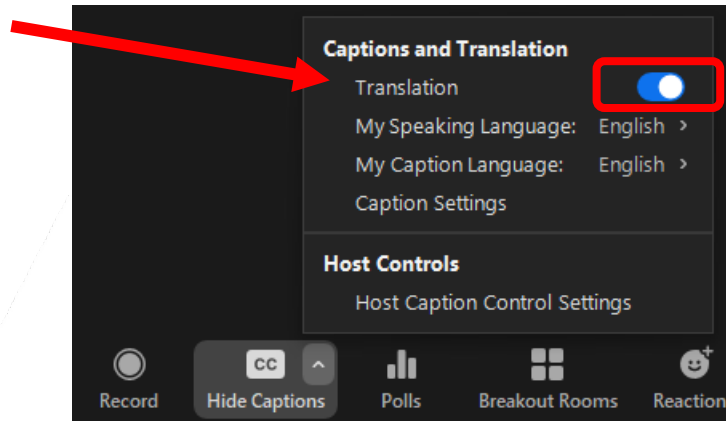 Captions and Translation
Translation
My Speaking Language: English >
My Caption Language: English >
Caption Settings
Host Controls
Host Caption Control Settings
CC
Record Hide Captions Polls Breakout Rooms Reaction